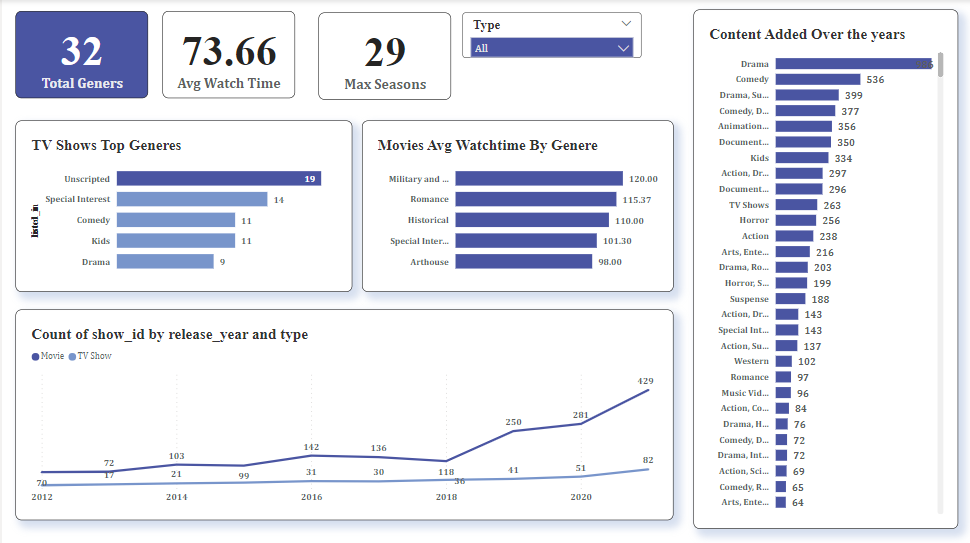 32
Total Geners
73.66
Avg Watch Time
29
Max Seasons
Type
All
TV Shows Top Generes
listed_in
Unscripted 19
Special Interest 14
Comedy 11
Kids 11
Drama 9
Movies Avg Watchtime By Genere
Military and ... 120.00
Romance 115.37
Historical 110.00
Special Inter... 101.30
Arthouse 98.00
Count of show_id by release_year and type
Movie TV Show
429
281
250
142
136
103
72
118
82
70
17
21
99
31
30
36
41
51
2012 2014 2016 2018 2020
Content Added Over the years
Drama
Comedy 536
Drama, Su... 399
Comedy, D... 377
Animation... 356
Document... 350
Kids 334
Action, Dr... 297
Document... 296
TV Shows 263
Horror 256
Action 238
Arts, Ente... 216
Drama, Ro... 203
Horror, S... 199
Suspense 188
Action, Dr... 143
Special Int... 143
Action, Su... 137
Western 102
Romance 97
Music Vid... 96
Action, Co... 84
Drama, H... 76
Comedy, D... 72
Drama, Int... 72
Action, Sci... 69
Comedy, R... 65
Arts, Ente... 64